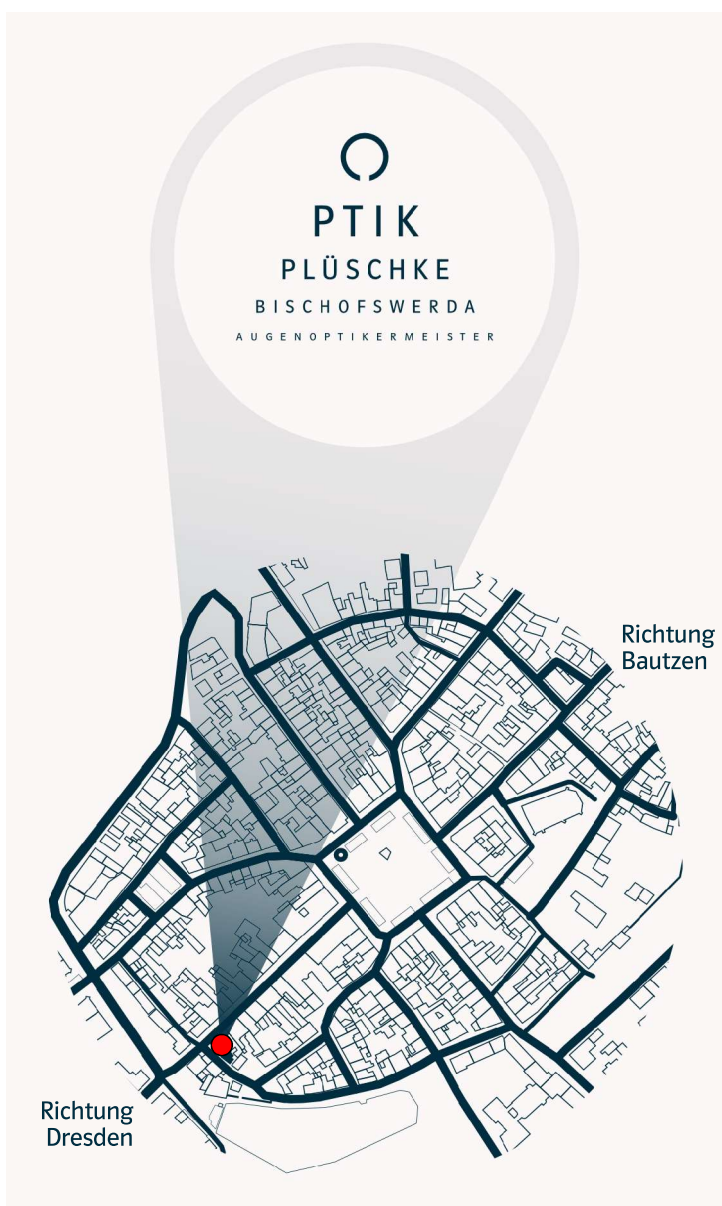 PTIK
PLÜSCHKE
BISCHOFSWERDA
AUGENOPTIKERMEISTER
Richtung
Bautzen
Richtung
Dresden